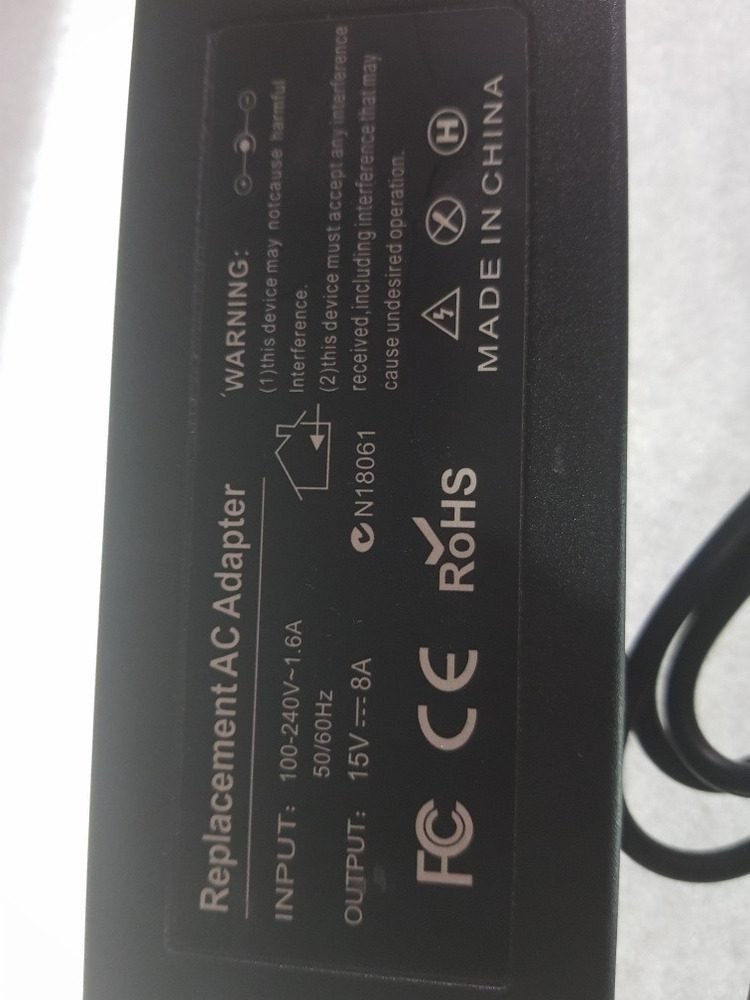 Replacement AC Adapter
INPUT: 100-240V~1.6A
50/60Hz
OUTPUT: 15V⎓8A
N18061
FC CE RoHS
WARNING:
(1)this device may notcause harmful
Interference.
(2)this device must accept any interference
received,including interference that may
cause undesired operation.
H
MADE IN CHINA